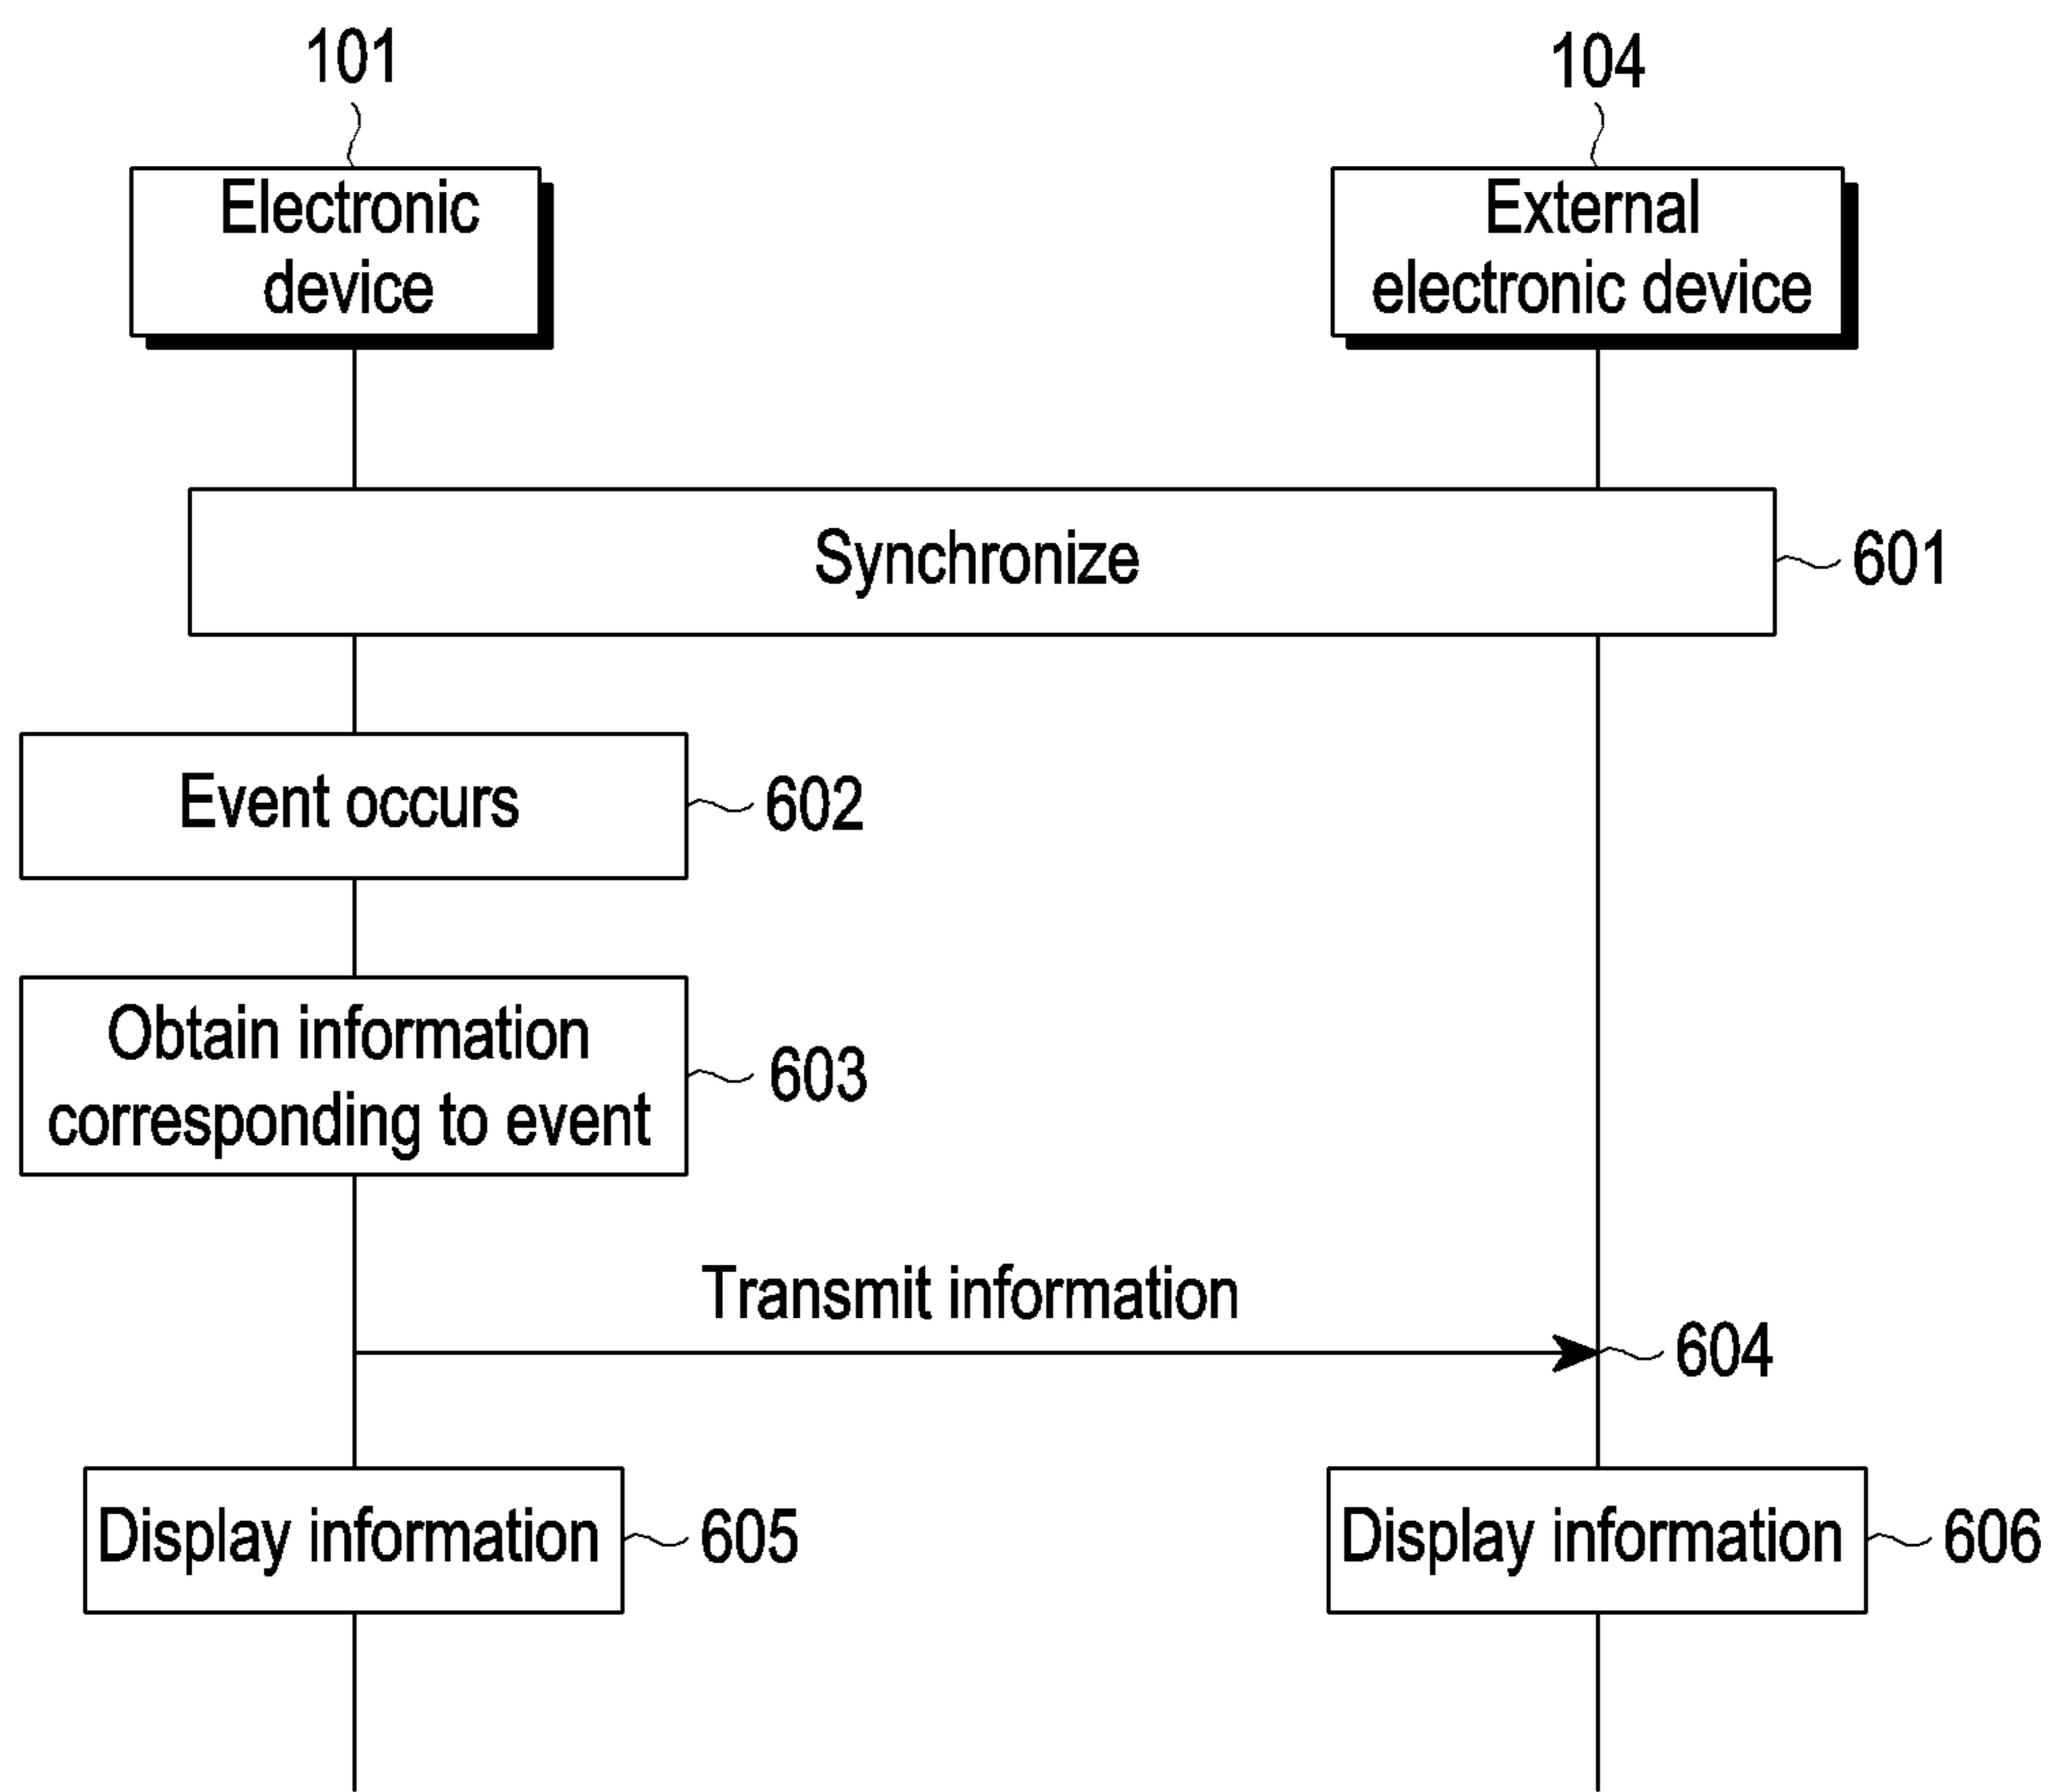 101
104
Electronic
device
External
electronic device
Synchronize
601
Event occurs
602
Obtain information
corresponding to event
603
Transmit information
604
Display information
605
Display information
606